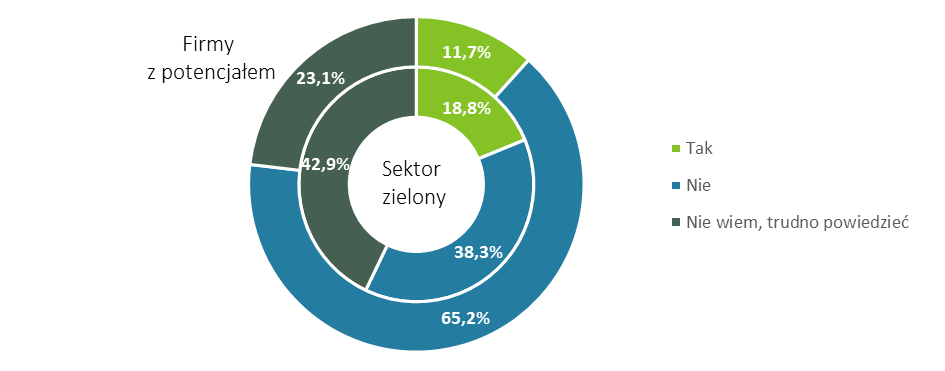 Firmy
z potencjałem
11,7%
23,1%
18,8%
42,9%
Sektor
zielony
38,3%
65,2%
Tak
Nie
Nie wiem, trudno powiedzieć